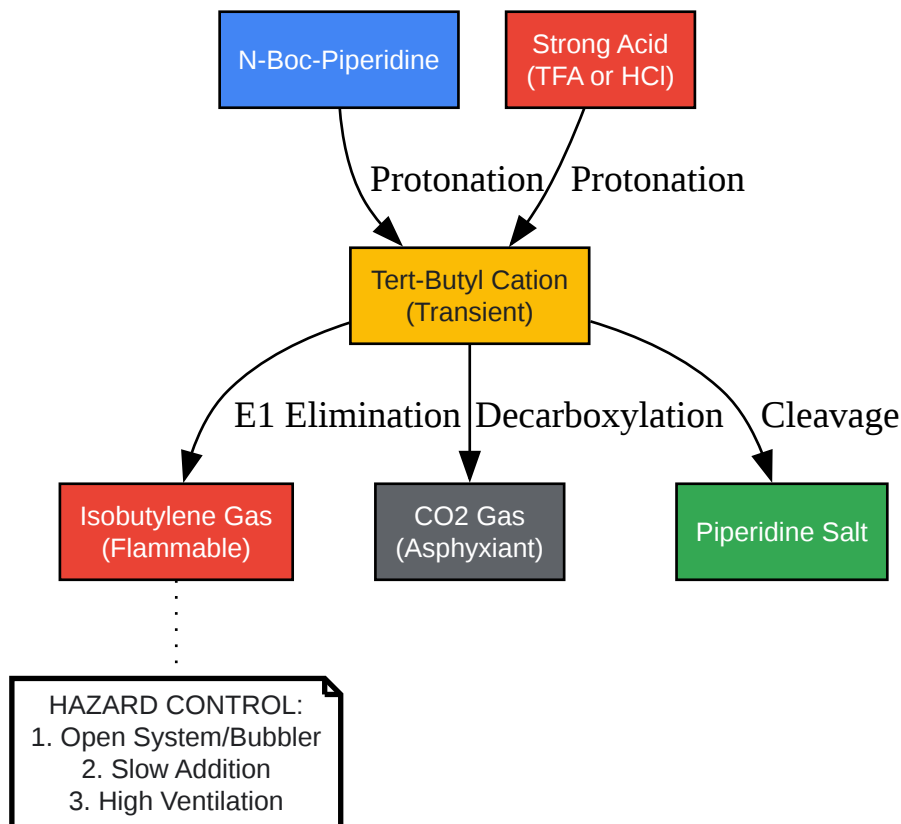 N-Boc-Piperidine
Strong Acid
(TFA or HCl)
Protonation
Protonation
Tert-Butyl Cation
(Transient)
E1 Elimination
Decarboxylation
Cleavage
Isobutylene Gas
(Flammable)
CO2 Gas
(Asphyxiant)
Piperidine Salt
HAZARD CONTROL:
1. Open System/Bubbler
2. Slow Addition
3. High Ventilation